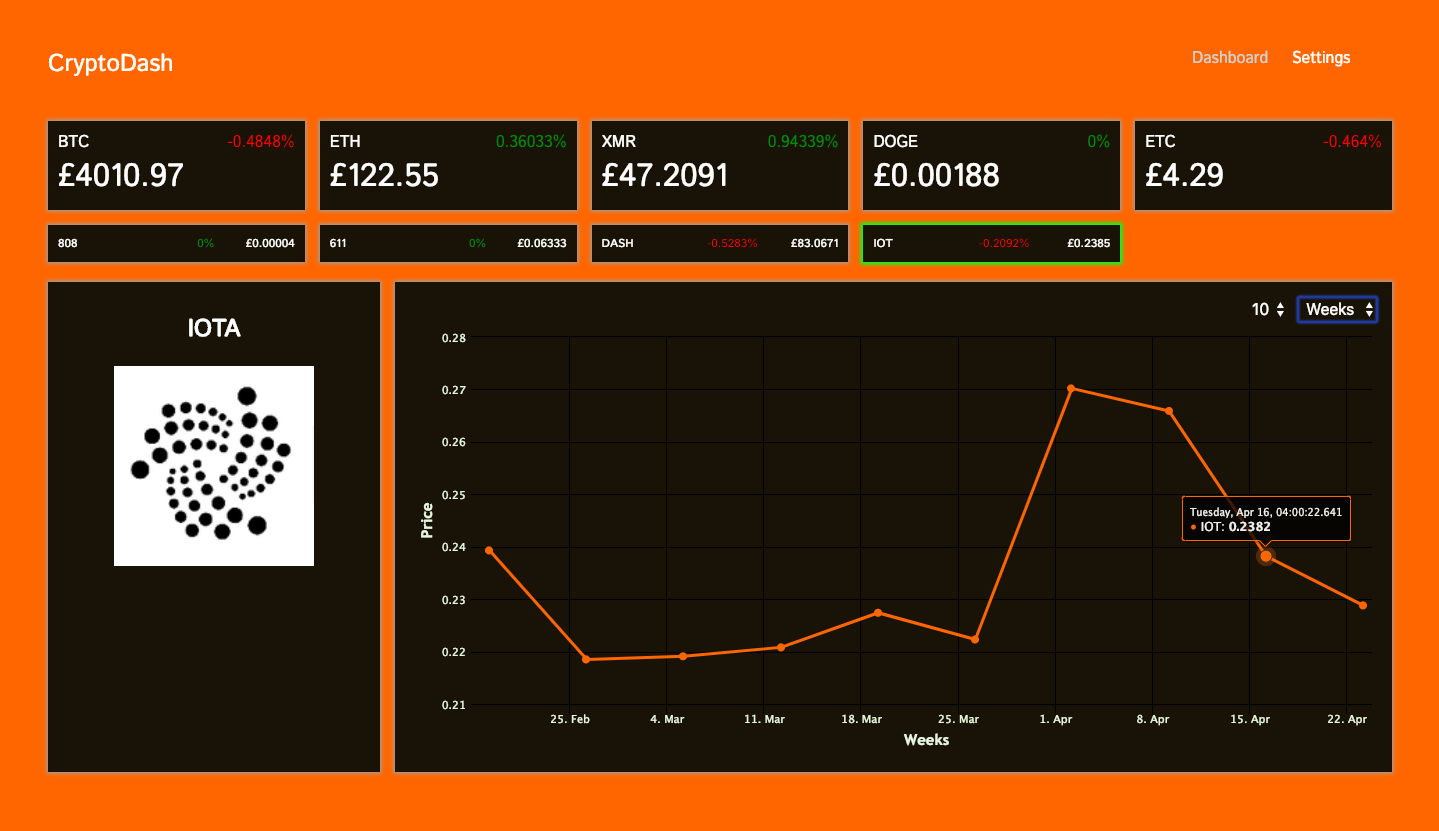 CryptoDash
Dashboard Settings
BTC -0.4848%
£4010.97
ETH 0.36033%
£122.55
XMR 0.94339%
£47.2091
DOGE 0%
£0.00188
ETC -0.464%
£4.29
808 0% £0.00004
611 0% £0.06333
DASH -0.5283% £83.0671
IOT -0.2092% £0.2385
IOTA
10 Weeks
0.28
0.27
0.26
0.25
0.24
0.23
0.22
0.21
Price
Tuesday, Apr 16, 04:00:22.641
● IOT: 0.2382
25. Feb 4. Mar 11. Mar 18. Mar 25. Mar 1. Apr 8. Apr 15. Apr 22. Apr
Weeks